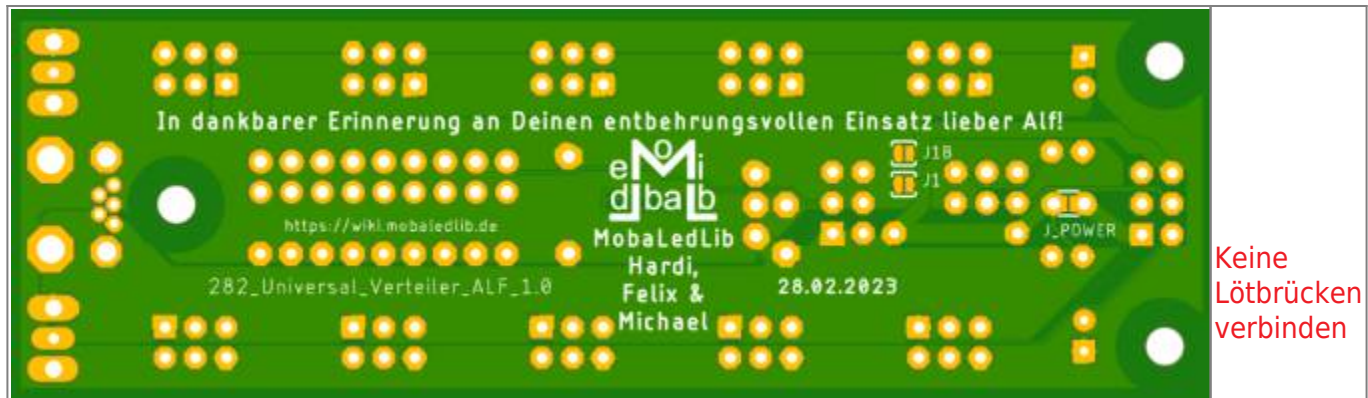 In dankbarer Erinnerung an Deinen entbehrungsvollen Einsatz lieber Alf!
J1B
J1
e M o i
d ba l b
https://wiki.mobaledlib.de
J_POWER
MobaLedLib
Hardi,
Felix &
Michael
282_Universal_Verteiler_ALF_1.0
28.02.2023
Keine
Lötbrücken
verbinden